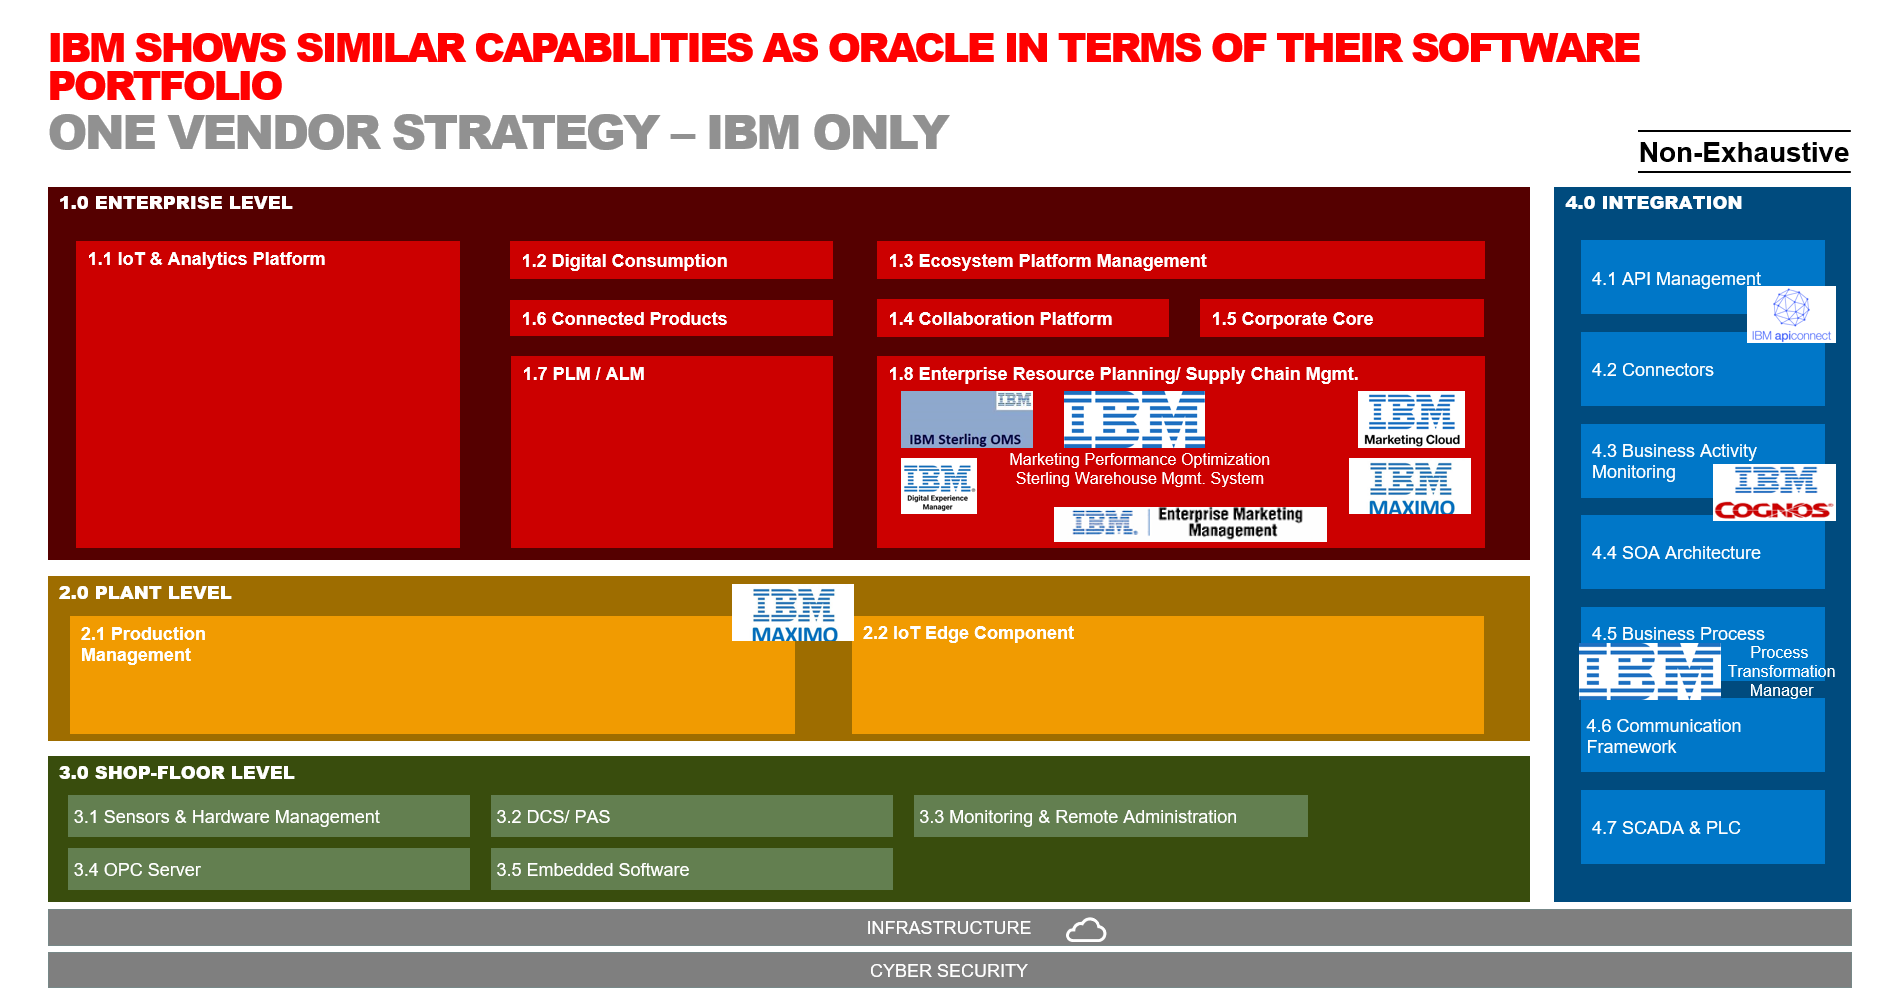 IBM SHOWS SIMILAR CAPABILITIES AS ORACLE IN TERMS OF THEIR SOFTWARE
PORTFOLIO
ONE VENDOR STRATEGY – IBM ONLY
Non-Exhaustive
1.0 ENTERPRISE LEVEL
1.1 IoT & Analytics Platform
1.2 Digital Consumption
1.3 Ecosystem Platform Management
1.6 Connected Products
1.4 Collaboration Platform
1.5 Corporate Core
1.7 PLM / ALM
1.8 Enterprise Resource Planning/ Supply Chain Mgmt.
IBM
IBM Sterling OMS
IBM
Marketing Performance Optimization
Sterling Warehouse Mgmt. System
IBM
Marketing Cloud
IBM
Digital Experience
Manager
IBM
MAXIMO
IBM
Enterprise Marketing
Management
2.0 PLANT LEVEL
2.1 Production
Management
IBM
MAXIMO
2.2 IoT Edge Component
3.0 SHOP-FLOOR LEVEL
3.1 Sensors & Hardware Management
3.2 DCS/ PAS
3.3 Monitoring & Remote Administration
3.4 OPC Server
3.5 Embedded Software
4.0 INTEGRATION
4.1 API Management
IBM apiconnect
4.2 Connectors
4.3 Business Activity
Monitoring
IBM
COGNOS
4.4 SOA Architecture
4.5 Business Process
IBM
Process
Transformation
Manager
4.6 Communication
Framework
4.7 SCADA & PLC
INFRASTRUCTURE
CYBER SECURITY